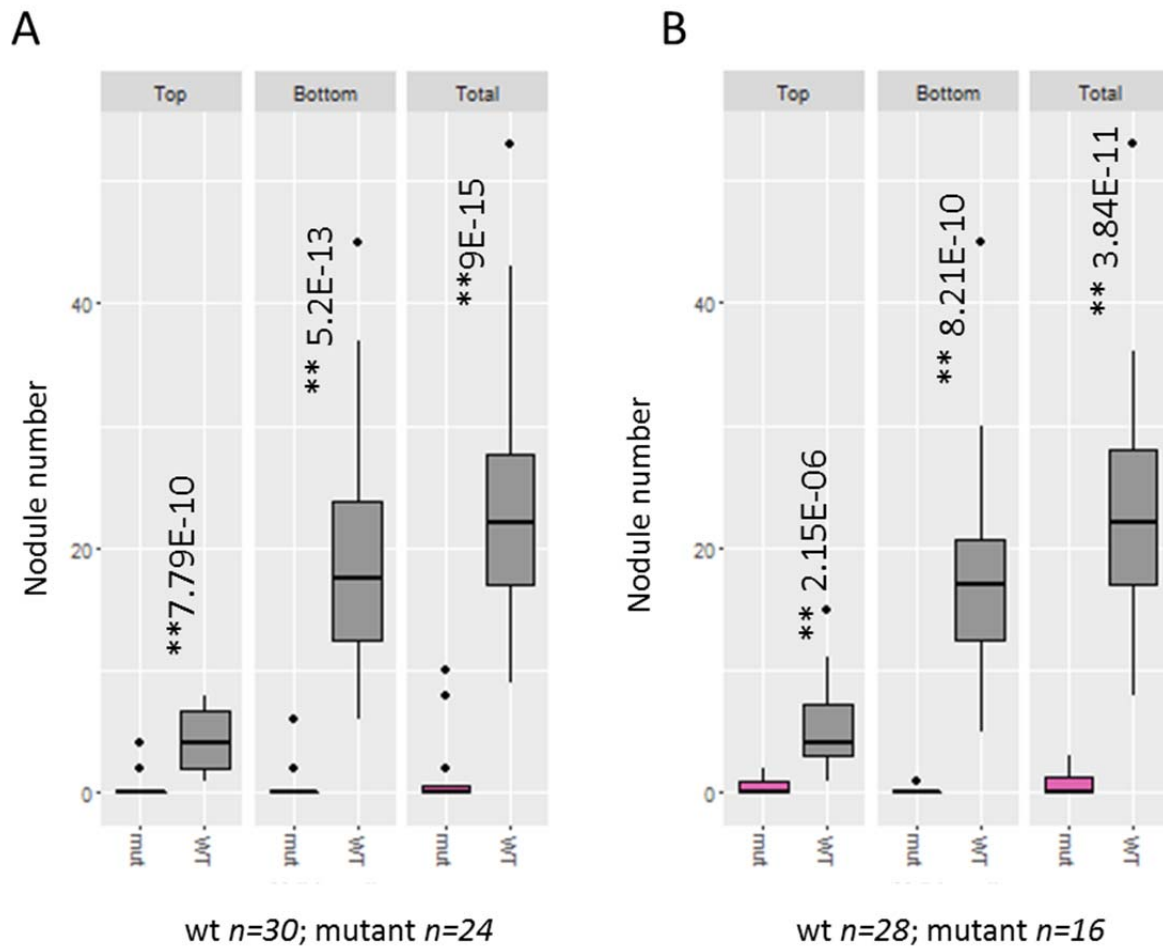 A
B
Top
Bottom
Total
Top
Bottom
Total
Nodule number
40
20
0
**7.79E-10
** 5.2E-13
**9E-15
mut
WT
mut
WT
mut
WT
Nodule number
40
20
0
** 2.15E-06
** 8.21E-10
** 3.84E-11
mut
WT
mut
WT
mut
WT
wt n=30; mutant n=24
wt n=28; mutant n=16